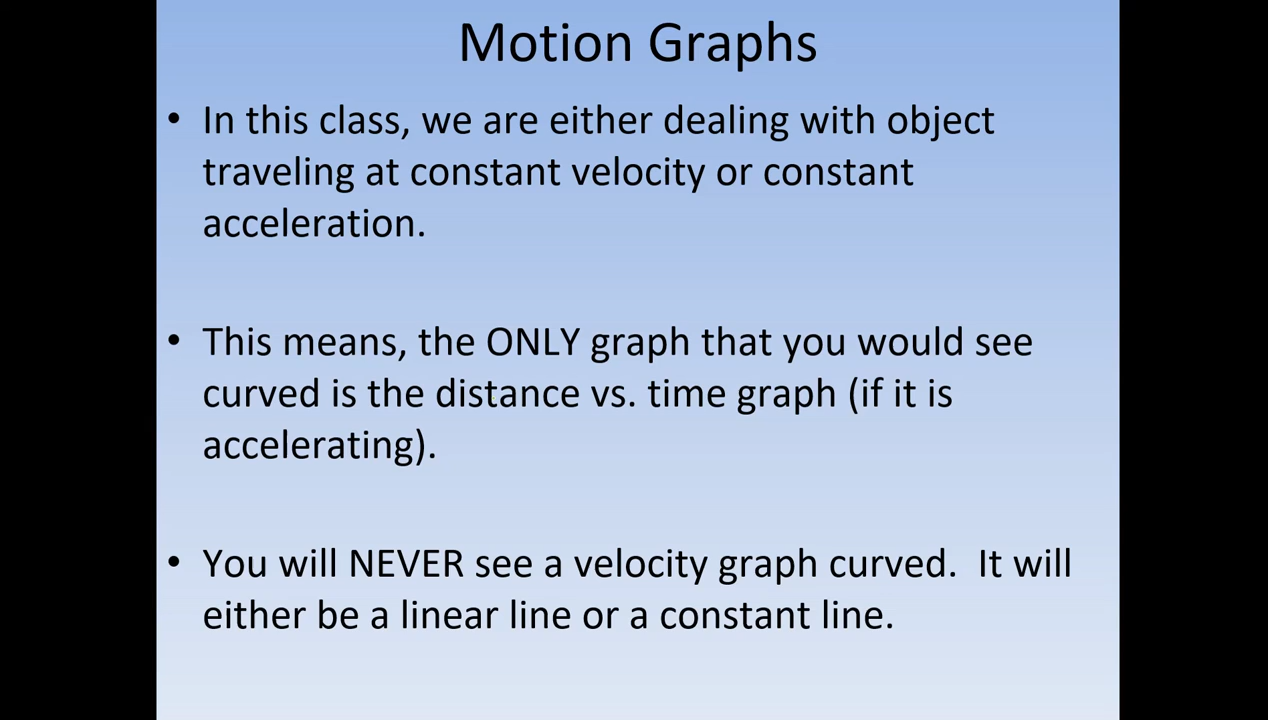 Motion Graphs
• In this class, we are either dealing with object
traveling at constant velocity or constant
acceleration.
• This means, the ONLY graph that you would see
curved is the distance vs. time graph (if it is
accelerating).
• You will NEVER see a velocity graph curved.  It will
either be a linear line or a constant line.